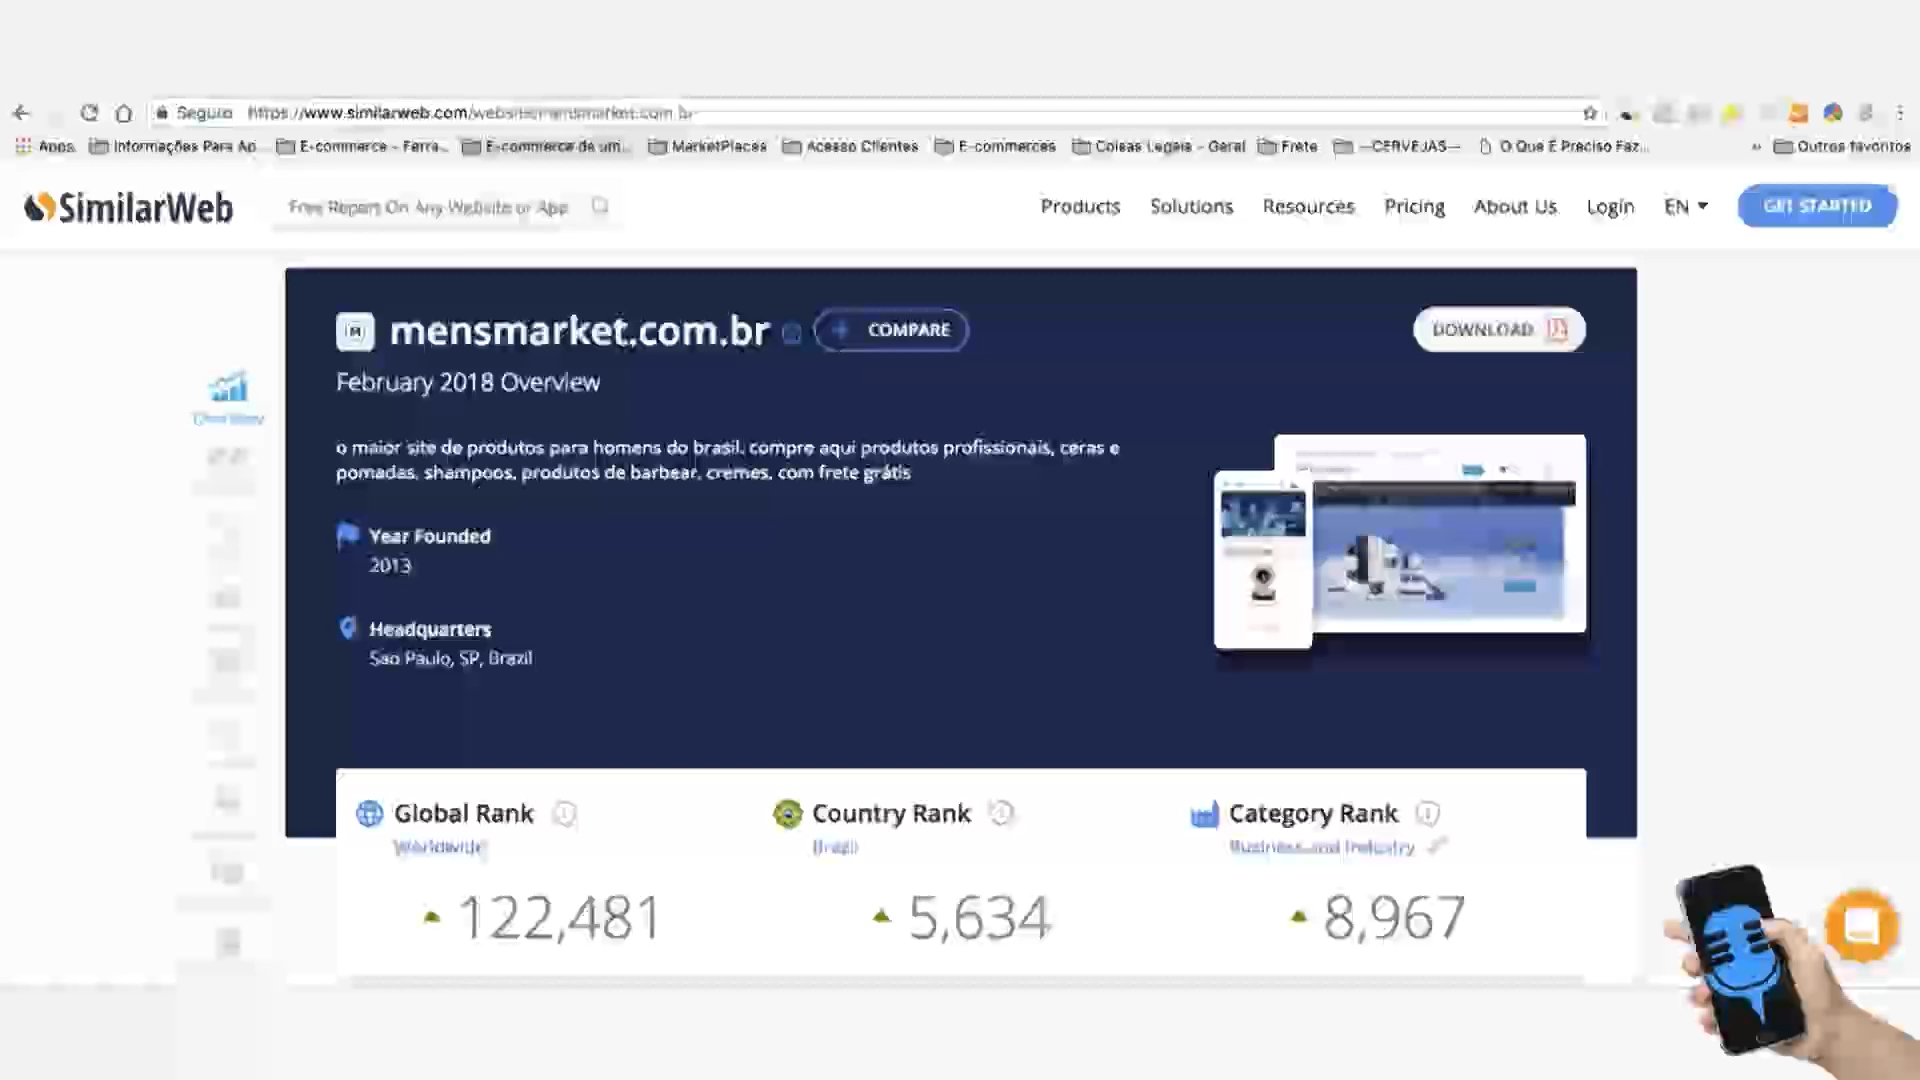 Seguro https://www.similarweb.com/website/mensmarket.com.br
Apps Informações Para Ap... E-commerce - Ferra... E-commerce de um... MarketPlaces Acesso Clientes E-commerces Coisas Legais - Geral Frete —CERVEJAS— O Que É Preciso Faz... » Outros favoritos
SimilarWeb Free Report On Any Website or App Products Solutions Resources Pricing About Us Login EN GET STARTED
mensmarket.com.br COMPARE DOWNLOAD
February 2018 Overview
Overview
o maior site de produtos para homens do brasil. compre aqui produtos profissionais, ceras e
pomadas, shampoos, produtos de barbear, cremes, com frete grátis
Year Founded
2013
Headquarters
Sao Paulo, SP, Brazil
Global Rank Country Rank Category Rank
Worldwide Brazil Business and Industry
122,481 5,634 8,967